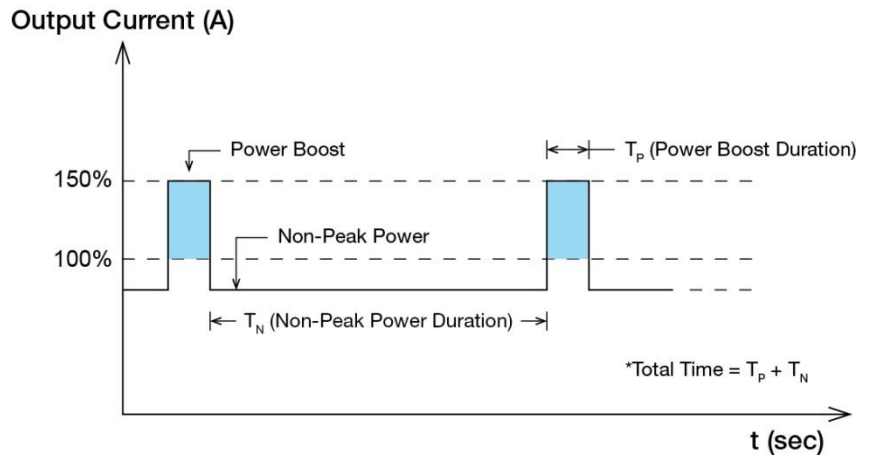 Output Current (A)
Power Boost
T_P (Power Boost Duration)
150%
Non-Peak Power
100%
T_N (Non-Peak Power Duration)
*Total Time = T_P + T_N
t (sec)